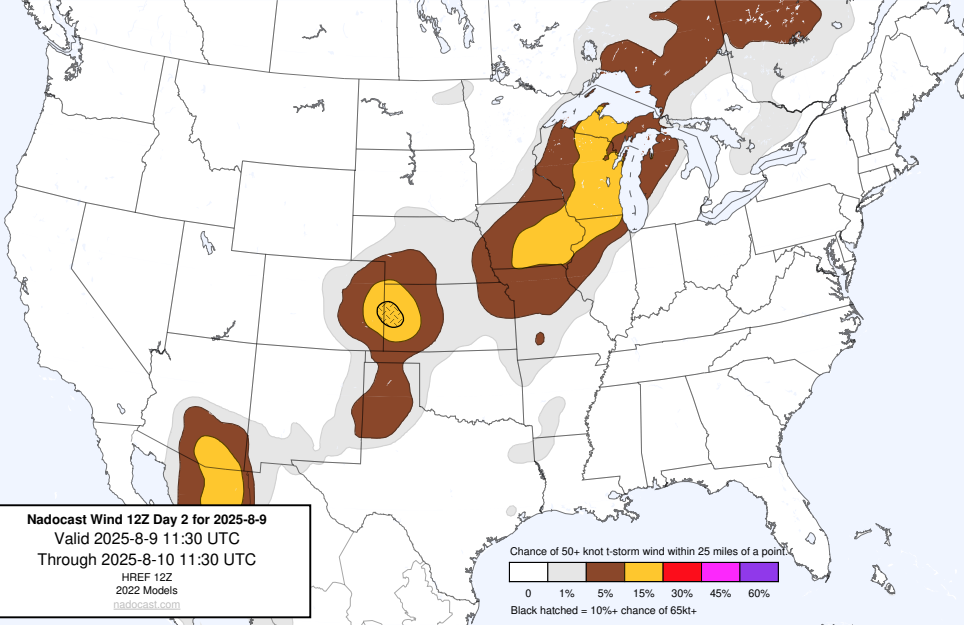 Nadocast Wind 12Z Day 2 for 2025-8-9
Valid 2025-8-9 11:30 UTC
Through 2025-8-10 11:30 UTC
HREF 12Z
2022 Models
nadocast.com
Chance of 50+ knot t-storm wind within 25 miles of a point.
0 1% 5% 15% 30% 45% 60%
Black hatched = 10%+ chance of 65kt+